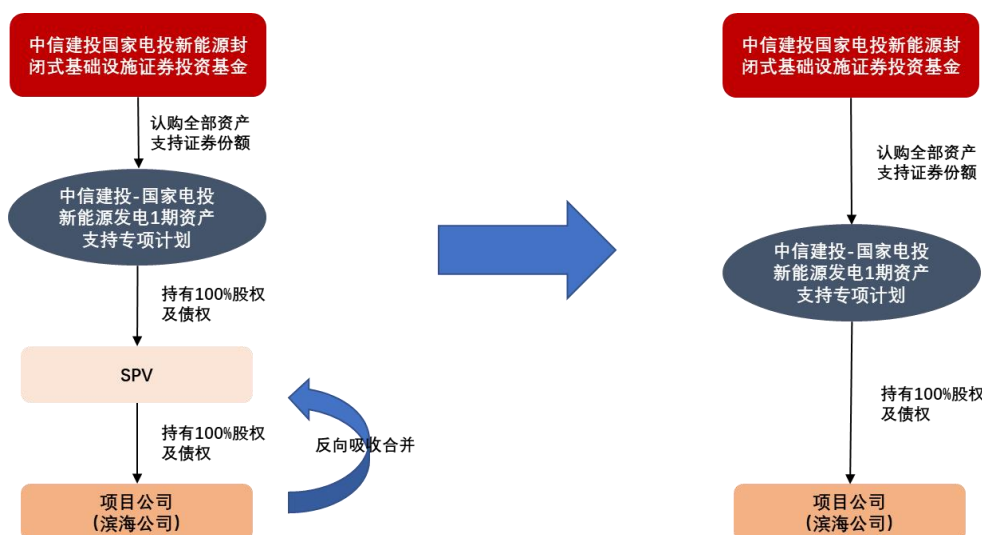 中信建投国家电投新能源封
闭式基础设施证券投资基金
认购全部资产
支持证券份额
中信建投-国家电投
新能源发电1期资产
支持专项计划
持有100%股权
及债权
SPV
持有100%股权
及债权
反向吸收合并
项目公司
(滨海公司)
中信建投国家电投新能源封
闭式基础设施证券投资基金
认购全部资产
支持证券份额
中信建投-国家电投
新能源发电1期资产
支持专项计划
持有100%股权
及债权
项目公司
(滨海公司)